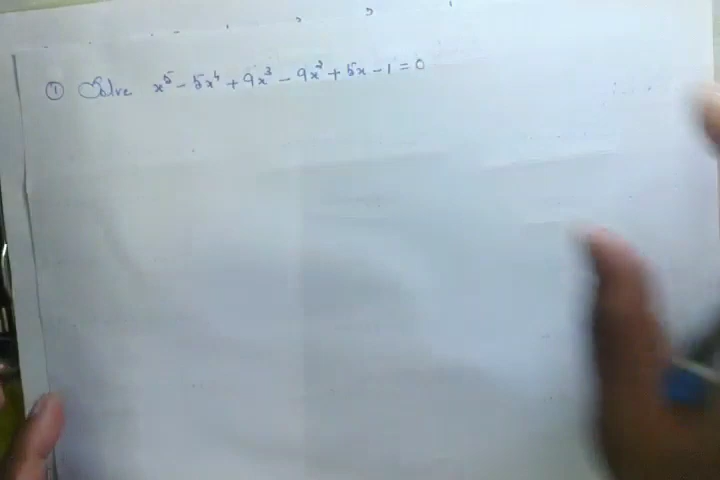 ① Solve x⁵ - 5x⁴ + 9x³ - 9x² + 5x - 1 = 0